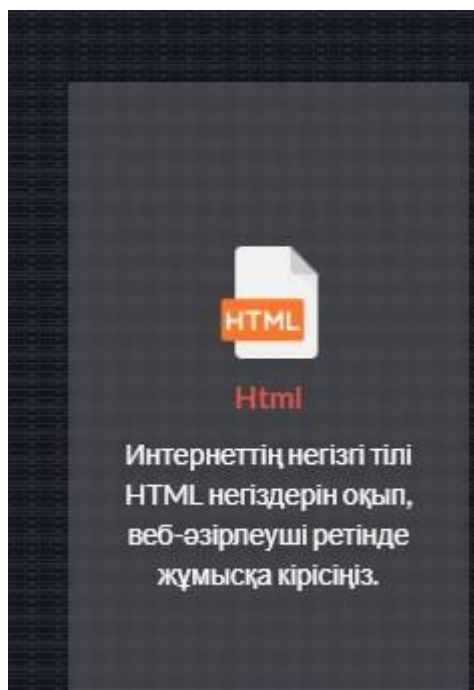 HTML
Html
Интернеттің негізгі тілі
HTML негіздерін оқып,
веб-әзірлеуші ретінде
жұмысқа кірісіңіз.